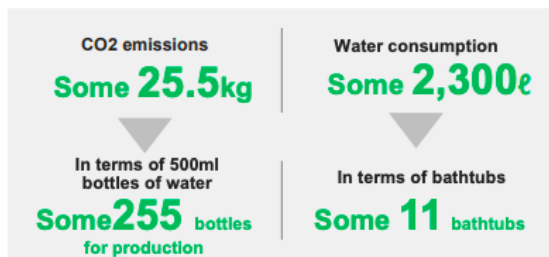 CO2 emissions
Some 25.5kg
In terms of 500ml
bottles of water
Some255 bottles
for production
Water consumption
Some 2,300ℓ
In terms of bathtubs
Some 11 bathtubs